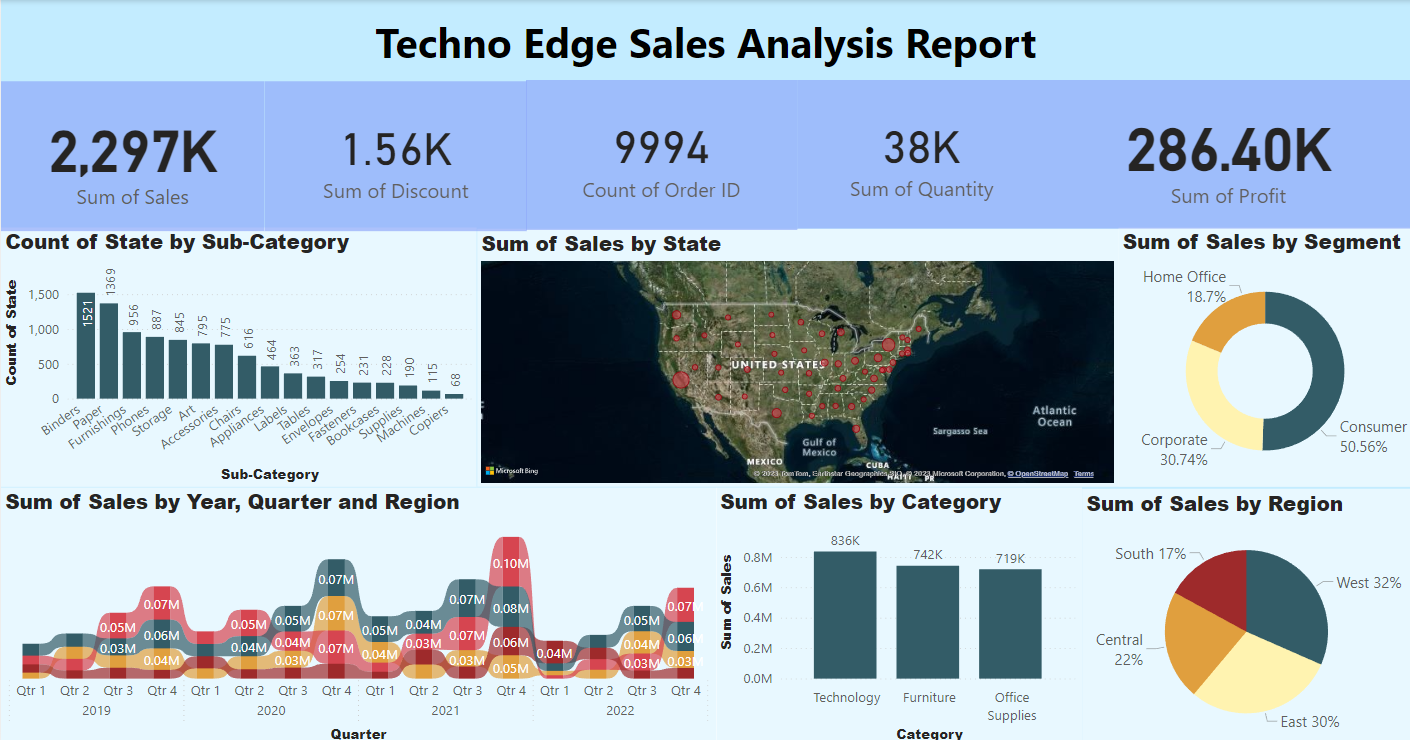 Techno Edge Sales Analysis Report
2,297K
Sum of Sales
1.56K
Sum of Discount
9994
Count of Order ID
38K
Sum of Quantity
286.40K
Sum of Profit
Count of State by Sub-Category
Count of State
1,500
1,000
500
0
1521
1369
956
887
845
795
775
616
464
363
317
254
231
228
190
115
68
Binders
Paper
Furnishings
Phones
Storage
Art
Accessories
Chairs
Appliances
Labels
Tables
Envelopes
Fasteners
Bookcases
Supplies
Machines
Copiers
Sub-Category
Sum of Sales by State
UNITED STATES
MEXICO
Gulf of
Mexico
CUBA
HAITI
PR
Sargasso Sea
Atlantic
Ocean
Microsoft Bing
© 2023 TomTom, Earthstar Geographics SIO, © 2023 Microsoft Corporation, © OpenStreetMap Terms
Sum of Sales by Segment
Home Office
18.7%
Corporate
30.74%
Consumer
50.56%
Sum of Sales by Year, Quarter and Region
0.05M
0.03M
0.07M
0.06M
0.04M
0.05M
0.04M
0.05M
0.04M
0.03M
0.07M
0.07M
0.07M
0.05M
0.04M
0.04M
0.03M
0.07M
0.07M
0.03M
0.10M
0.08M
0.06M
0.05M
0.04M
0.05M
0.04M
0.03M
0.07M
0.06M
0.03M
Qtr 1 Qtr 2 Qtr 3 Qtr 4 Qtr 1 Qtr 2 Qtr 3 Qtr 4 Qtr 1 Qtr 2 Qtr 3 Qtr 4 Qtr 1 Qtr 2 Qtr 3 Qtr 4
2019 2020 2021 2022
Quarter
Sum of Sales by Category
Sum of Sales
0.8M
0.6M
0.4M
0.2M
0.0M
836K
742K
719K
Technology
Furniture
Office
Supplies
Category
Sum of Sales by Region
South 17%
West 32%
Central
22%
East 30%